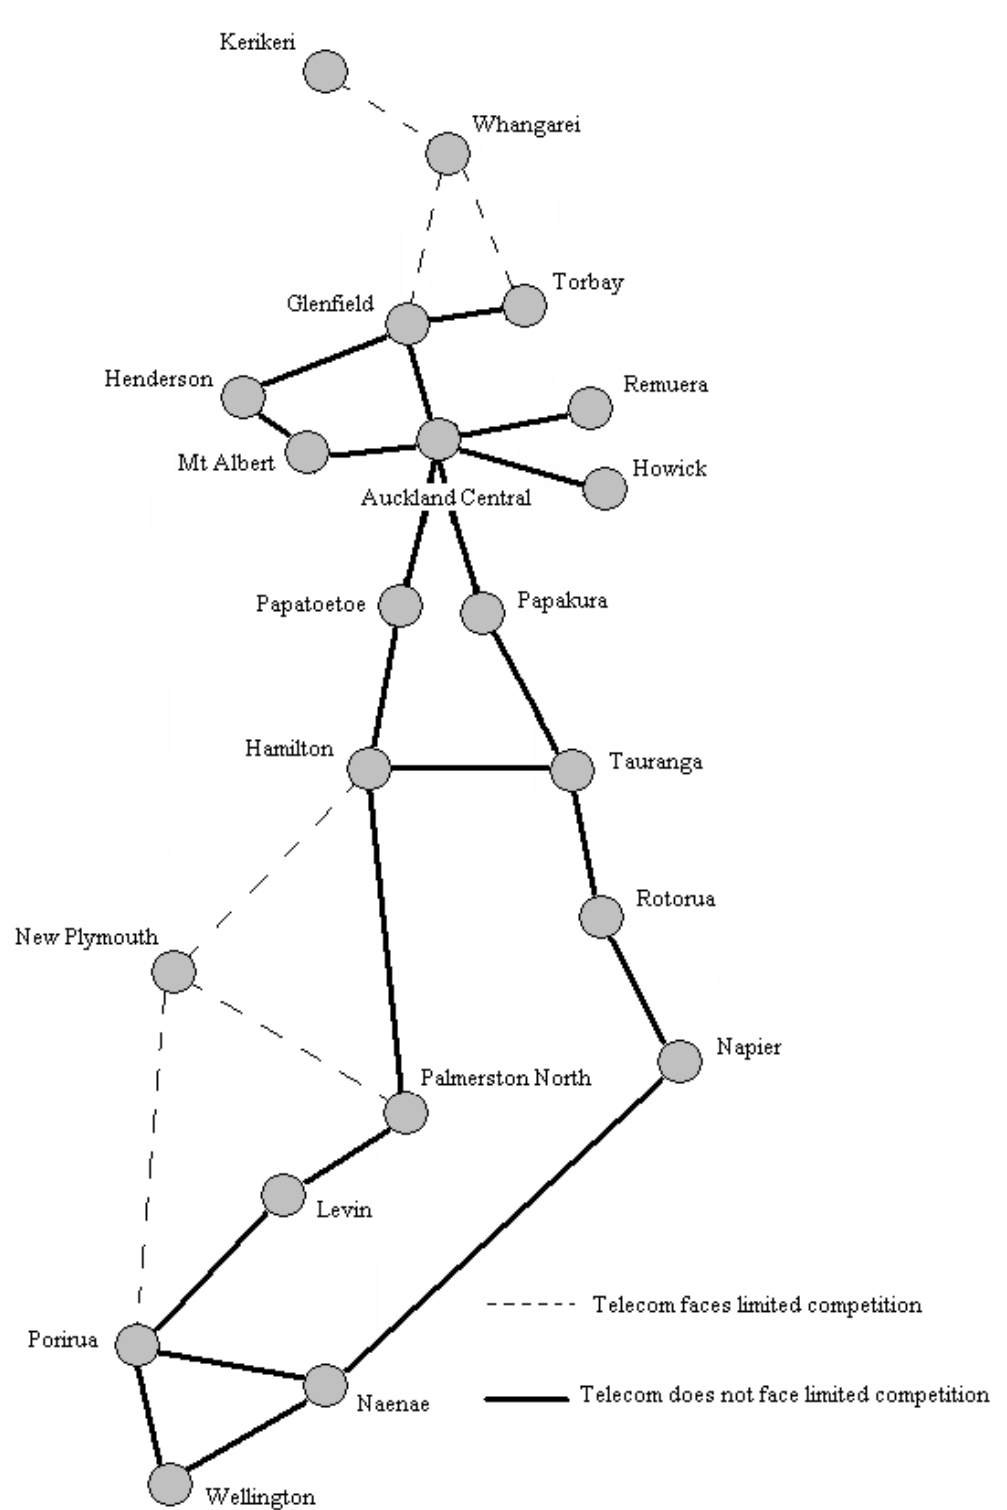 Kerikeri
Whangarei
Torbay
Glenfield
Henderson
Remuera
Mt Albert
Howick
Auckland Central
Papatoetoe
Papakura
Hamilton
Tauranga
Rotorua
New Plymouth
Napier
Palmerston North
Levin
Telecom faces limited competition
Porirua
Telecom does not face limited competition
Naenae
Wellington